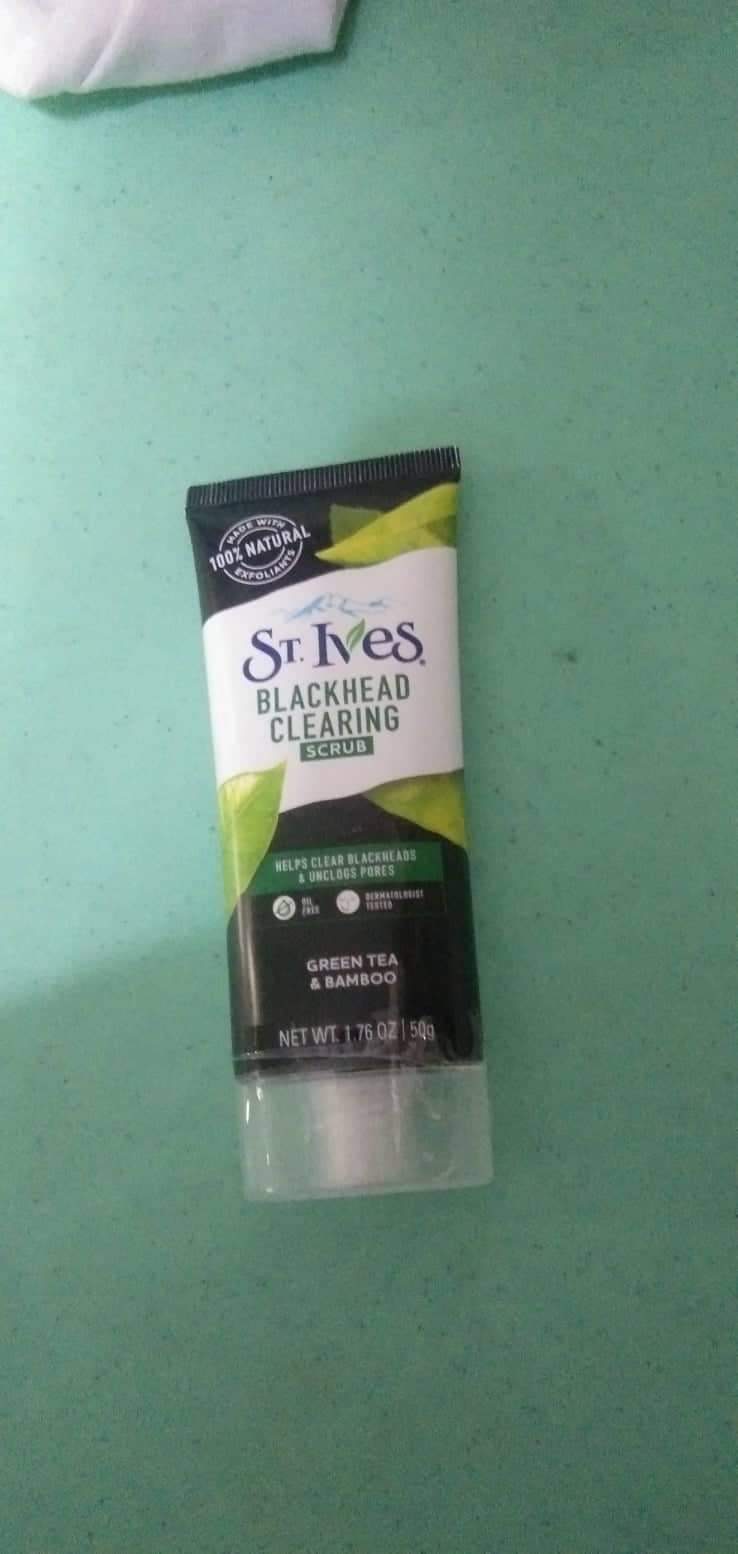 MADE WITH
100% NATURAL
EXFOLIANTS
ST. IVES.
BLACKHEAD
CLEARING
SCRUB
HELPS CLEAR BLACKHEADS
& UNCLOGS PORES
OIL
FREE
DERMATOLOGIST
TESTED
GREEN TEA
& BAMBOO
NET WT. 1.76 OZ | 50g